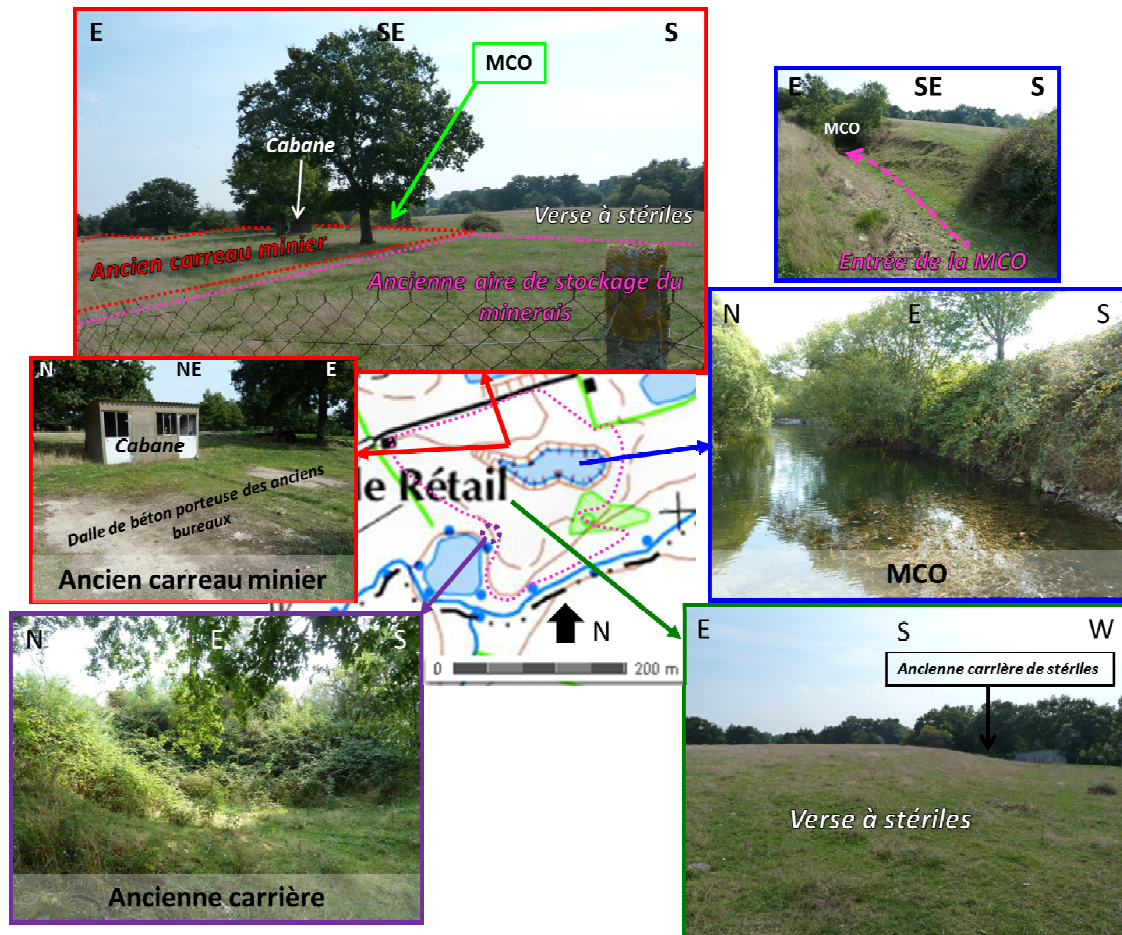 E SE S
MCO
Cabane
Verse à stériles
Ancien carreau minier
Ancienne aire de stockage du
minerais
E SE S
MCO
Entrée de la MCO
N NE E
Cabane
Dalle de béton porteuse des anciens
bureaux
Ancien carreau minier
le Rétail
N
0 200 m
N E S
MCO
N E S
Ancienne carrière
E S W
Ancienne carrière de stériles
Verse à stériles